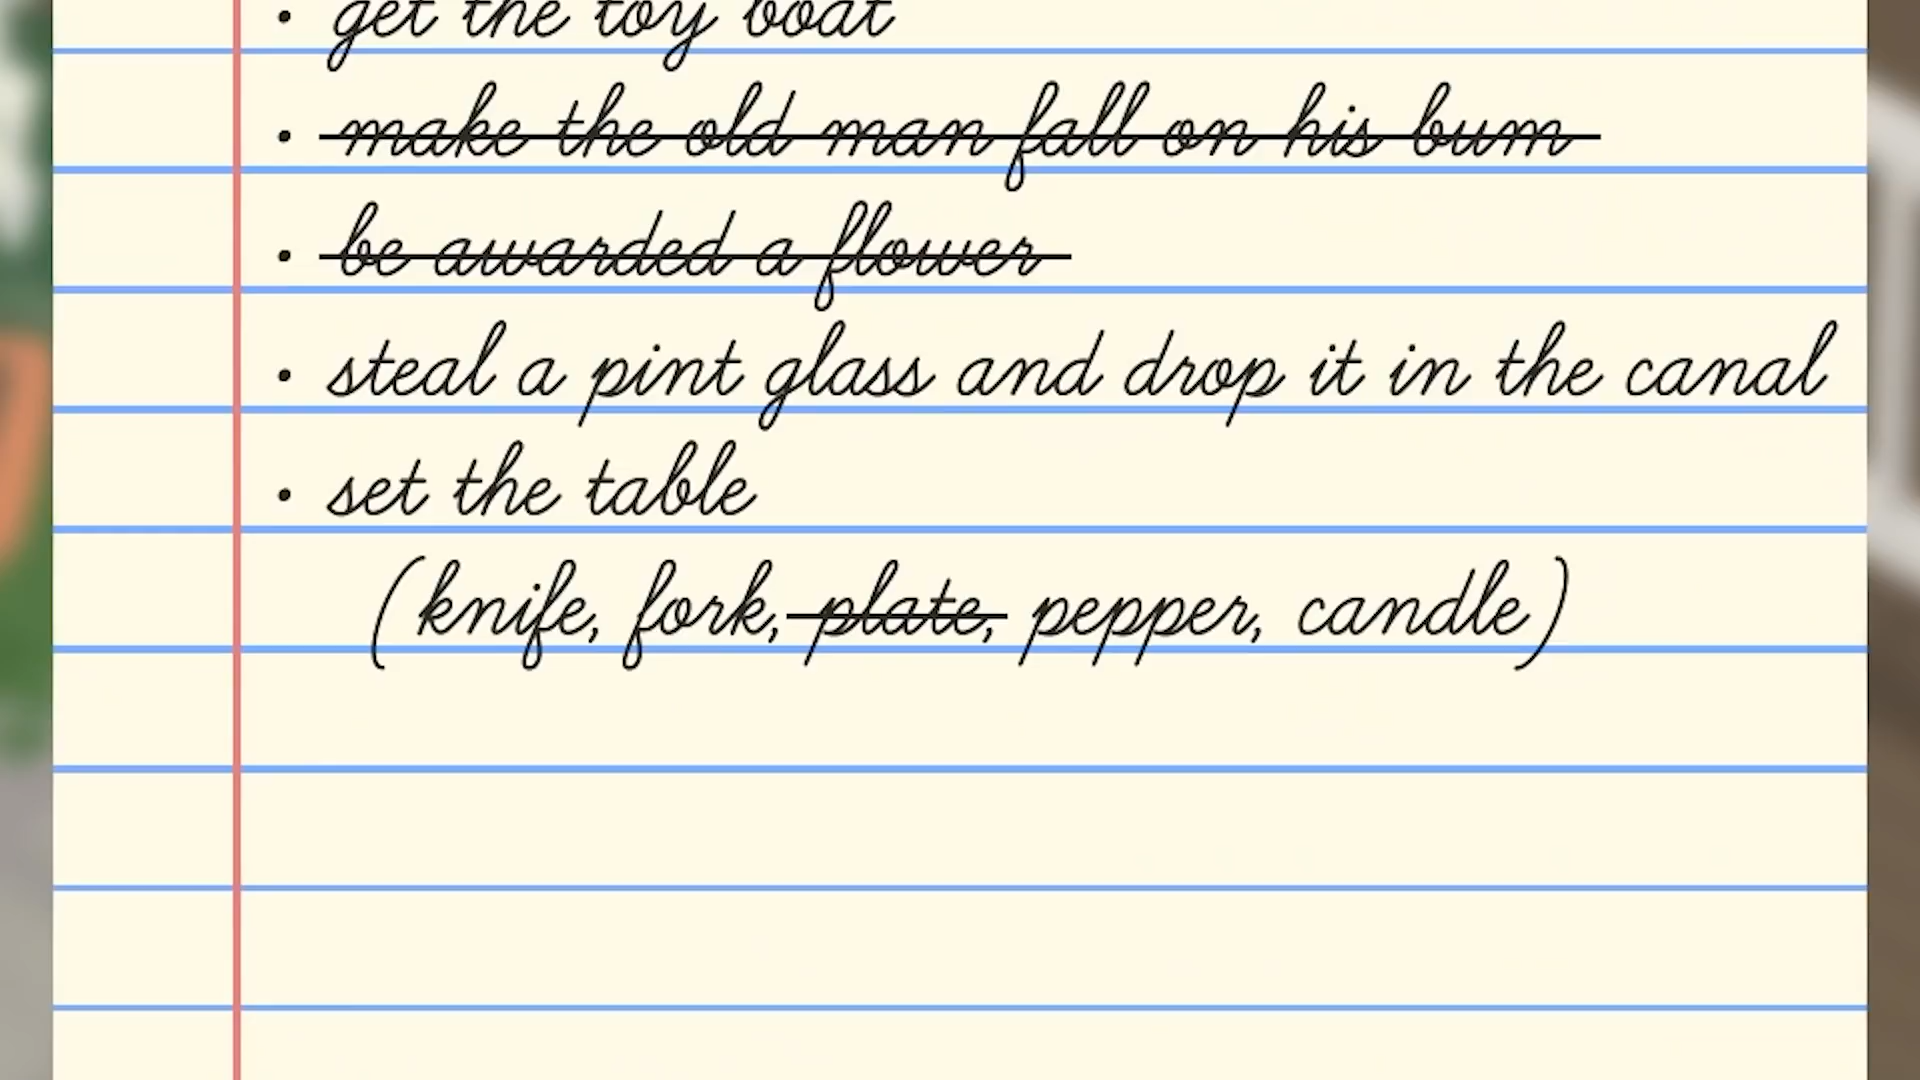 • get the toy boat
• make the old man fall on his bum
• be awarded a flower
• steal a pint glass and drop it in the canal
• set the table
(knife, fork, plate, pepper, candle)